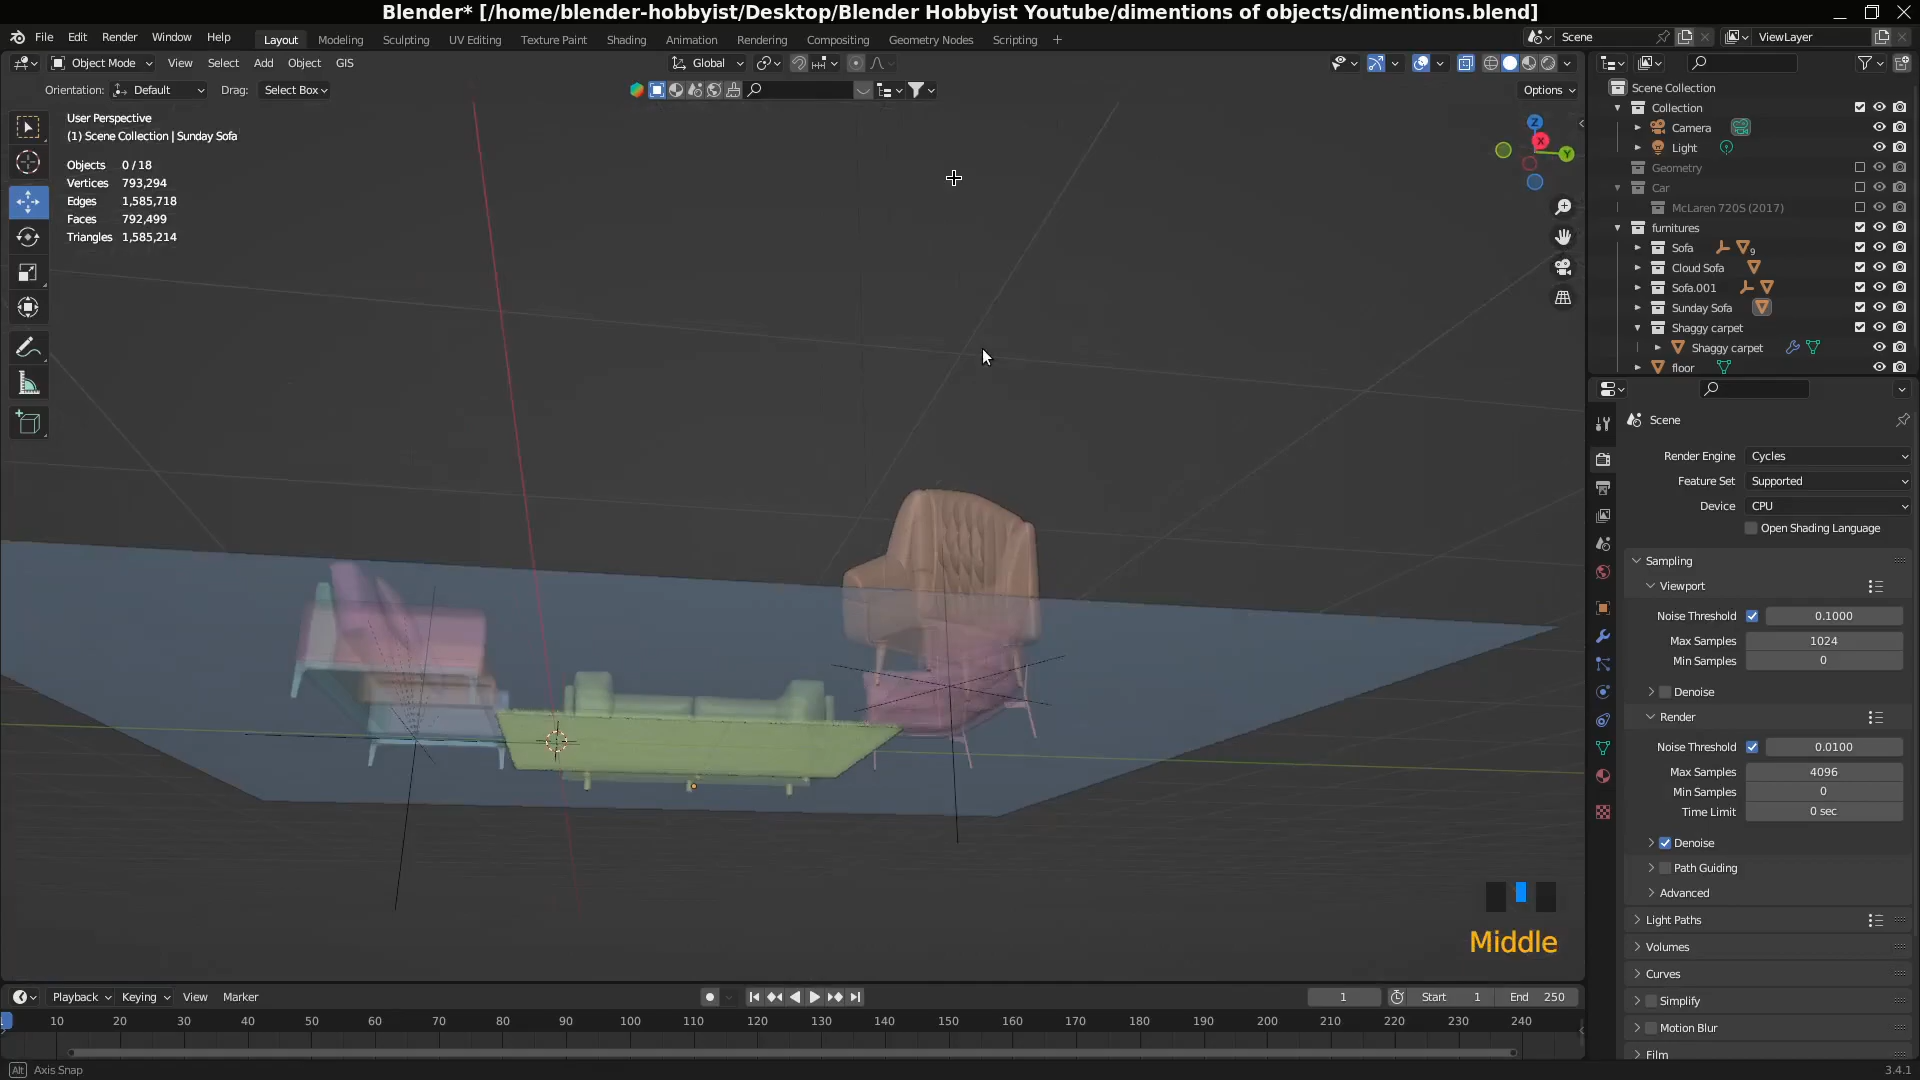 Blender* [/home/blender-hobbyist/Desktop/Blender Hobbyist Youtube/dimentions of objects/dimentions.blend]
File Edit Render Window Help
Layout Modeling Sculpting UV Editing Texture Paint Shading Animation Rendering Compositing Geometry Nodes Scripting +
Scene
ViewLayer
Object Mode View Select Add Object GIS
Global
Orientation: Default Drag: Select Box
Options
User Perspective
(1) Scene Collection | Sunday Sofa
Objects 0 / 18
Vertices 793,294
Edges 1,585,718
Faces 792,499
Triangles 1,585,214
Z
X
Y
Scene Collection
Collection
Camera
Light
Geometry
Car
McLaren 720S (2017)
furnitures
Sofa 9
Cloud Sofa
Sofa.001
Sunday Sofa
Shaggy carpet
Shaggy carpet
floor
Scene
Render Engine Cycles
Feature Set Supported
Device CPU
Open Shading Language
Sampling
Viewport
Noise Threshold 0.1000
Max Samples 1024
Min Samples 0
Denoise
Render
Noise Threshold 0.0100
Max Samples 4096
Min Samples 0
Time Limit 0 sec
Denoise
Path Guiding
Advanced
Light Paths
Volumes
Curves
Simplify
Motion Blur
Film
Middle
Playback Keying View Marker
1 Start 1 End 250
1 10 20 30 40 50 60 70 80 90 100 110 120 130 140 150 160 170 180 190 200 210 220 230 240
Alt Axis Snap
3.4.1